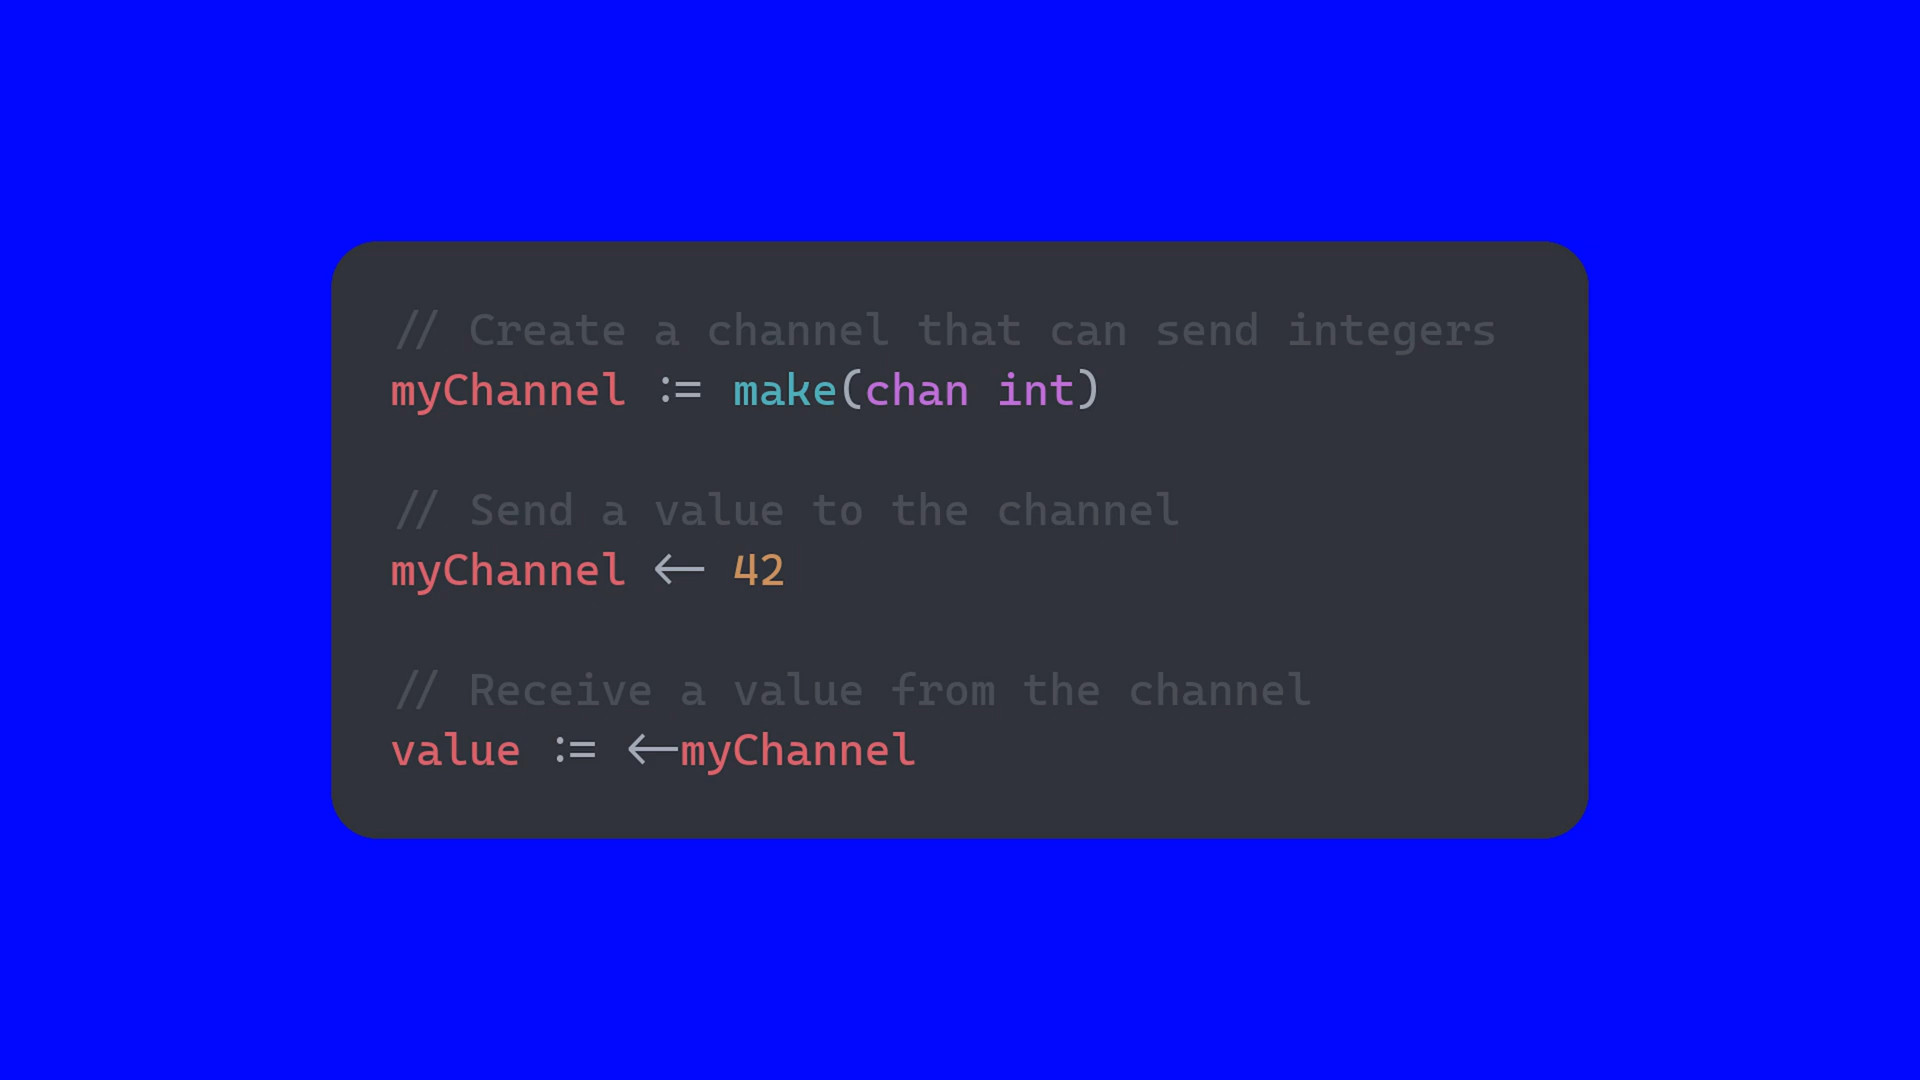 // Create a channel that can send integers
myChannel := make(chan int)
// Send a value to the channel
myChannel <- 42
// Receive a value from the channel
value := <-myChannel